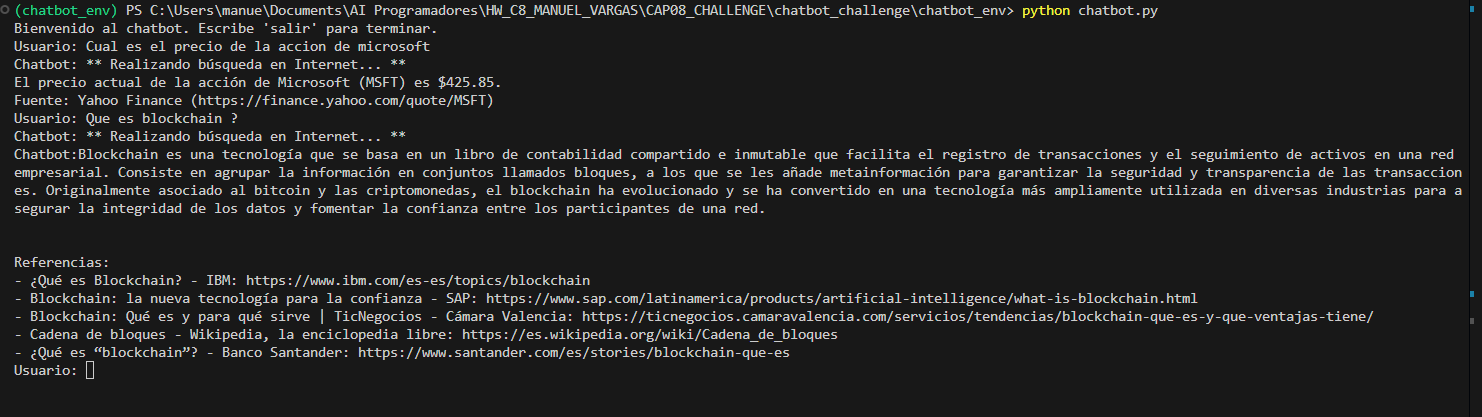 (chatbot_env) PS C:\Users\manue\Documents\AI Programadores\HW_C8_MANUEL_VARGAS\CAP08_CHALLENGE\chatbot_challenge\chatbot_env> python chatbot.py
Bienvenido al chatbot. Escribe 'salir' para terminar.
Usuario: Cual es el precio de la accion de microsoft
Chatbot: ** Realizando búsqueda en Internet... **
El precio actual de la acción de Microsoft (MSFT) es $425.85.
Fuente: Yahoo Finance (https://finance.yahoo.com/quote/MSFT)
Usuario: Que es blockchain ?
Chatbot: ** Realizando búsqueda en Internet... **
Chatbot:Blockchain es una tecnología que se basa en un libro de contabilidad compartido e inmutable que facilita el registro de transacciones y el seguimiento de activos en una red
empresarial. Consiste en agrupar la información en conjuntos llamados bloques, a los que se les añade metainformación para garantizar la seguridad y transparencia de las transaccion
es. Originalmente asociado al bitcoin y las criptomonedas, el blockchain ha evolucionado y se ha convertido en una tecnología más ampliamente utilizada en diversas industrias para a
segurar la integridad de los datos y fomentar la confianza entre los participantes de una red.
Referencias:
- ¿Qué es Blockchain? - IBM: https://www.ibm.com/es-es/topics/blockchain
- Blockchain: la nueva tecnología para la confianza - SAP: https://www.sap.com/latinamerica/products/artificial-intelligence/what-is-blockchain.html
- Blockchain: Qué es y para qué sirve | TicNegocios - Cámara Valencia: https://ticnegocios.camaravalencia.com/servicios/tendencias/blockchain-que-es-y-que-ventajas-tiene/
- Cadena de bloques - Wikipedia, la enciclopedia libre: https://es.wikipedia.org/wiki/Cadena_de_bloques
- ¿Qué es “blockchain”? - Banco Santander: https://www.santander.com/es/stories/blockchain-que-es
Usuario: